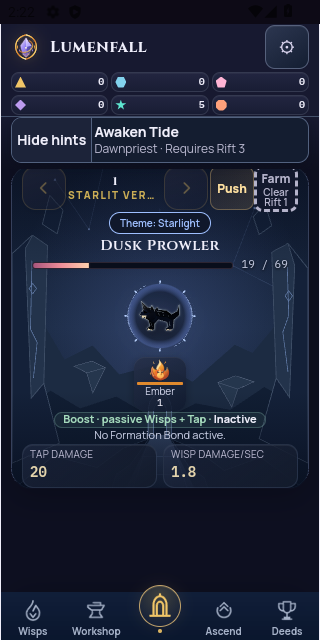 2:22
LUMENFALL
0 0 0
0 5 0
Hide hints
Awaken Tide
Dawnpriest · Requires Rift 3
1
STARLIT VER...
Push
Farm
Clear
Rift 1
Theme: Starlight
DUSK PROWLER
19 / 69
Ember
1
Boost · passive Wisps + Tap · Inactive
No Formation Bond active.
TAP DAMAGE
20
WISP DAMAGE/SEC
1.8
Wisps
Workshop
Ascend
Deeds